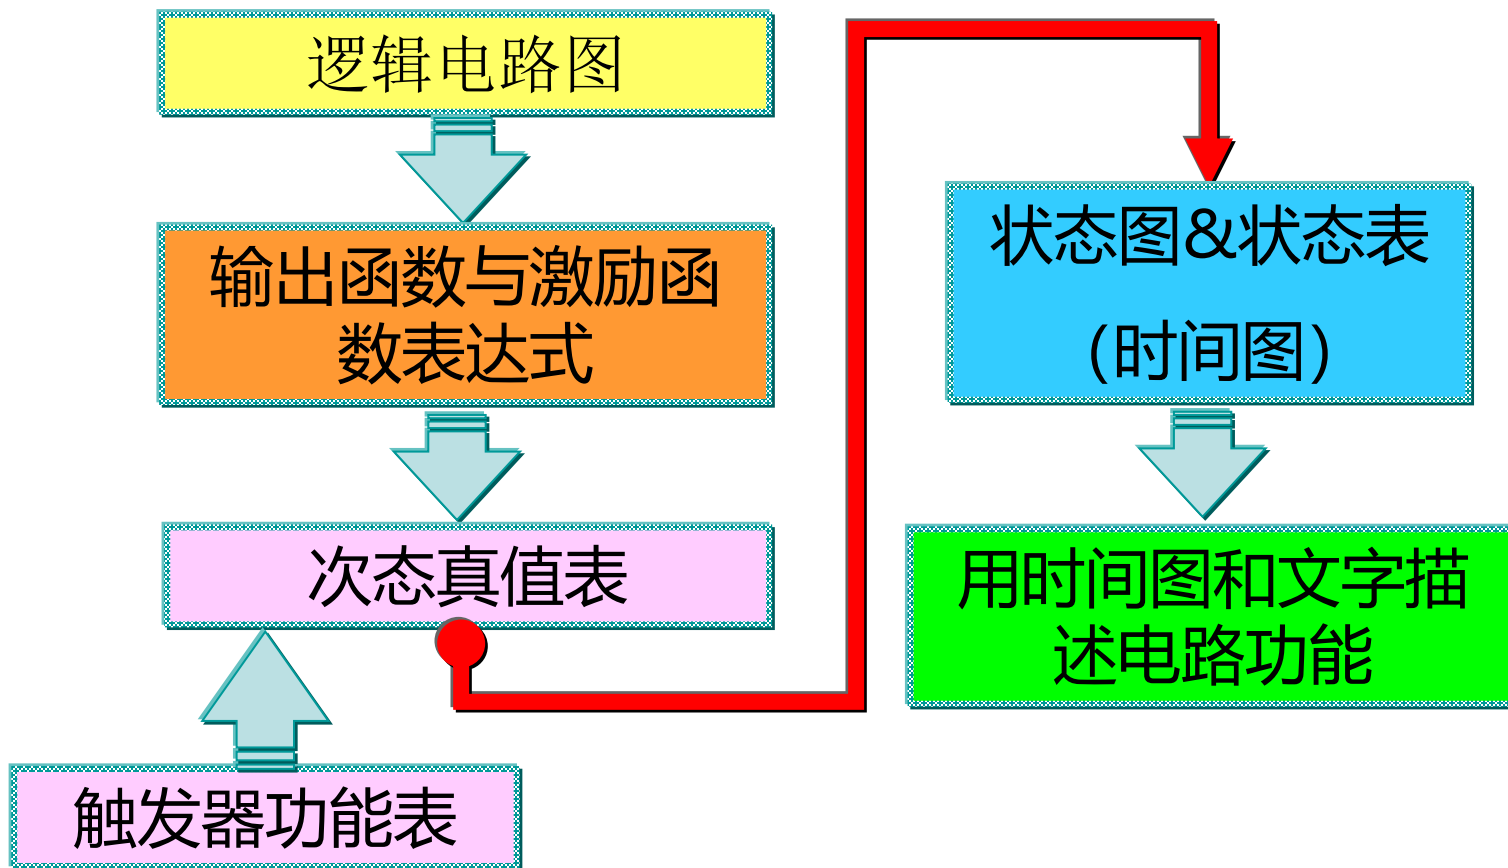 逻辑电路图
输出函数与激励函
数表达式
次态真值表
触发器功能表
状态图&状态表
(时间图)
用时间图和文字描
述电路功能